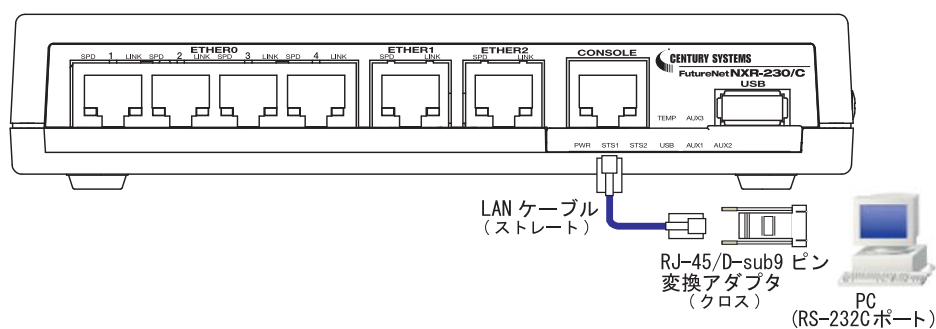 ETHER0
SPD 1 LINK SPD 2 LINK SPD 3 LINK SPD 4 LINK
ETHER1
SPD LINK
ETHER2
SPD LINK
CONSOLE
CENTURY SYSTEMS
FutureNet NXR-230/C
USB
TEMP AUX3
PWR STS1 STS2 USB AUX1 AUX2
LAN ケーブル
（ストレート）
RJ-45/D-sub9 ピン
変換アダプタ
（クロス）
PC
(RS-232Cポート)